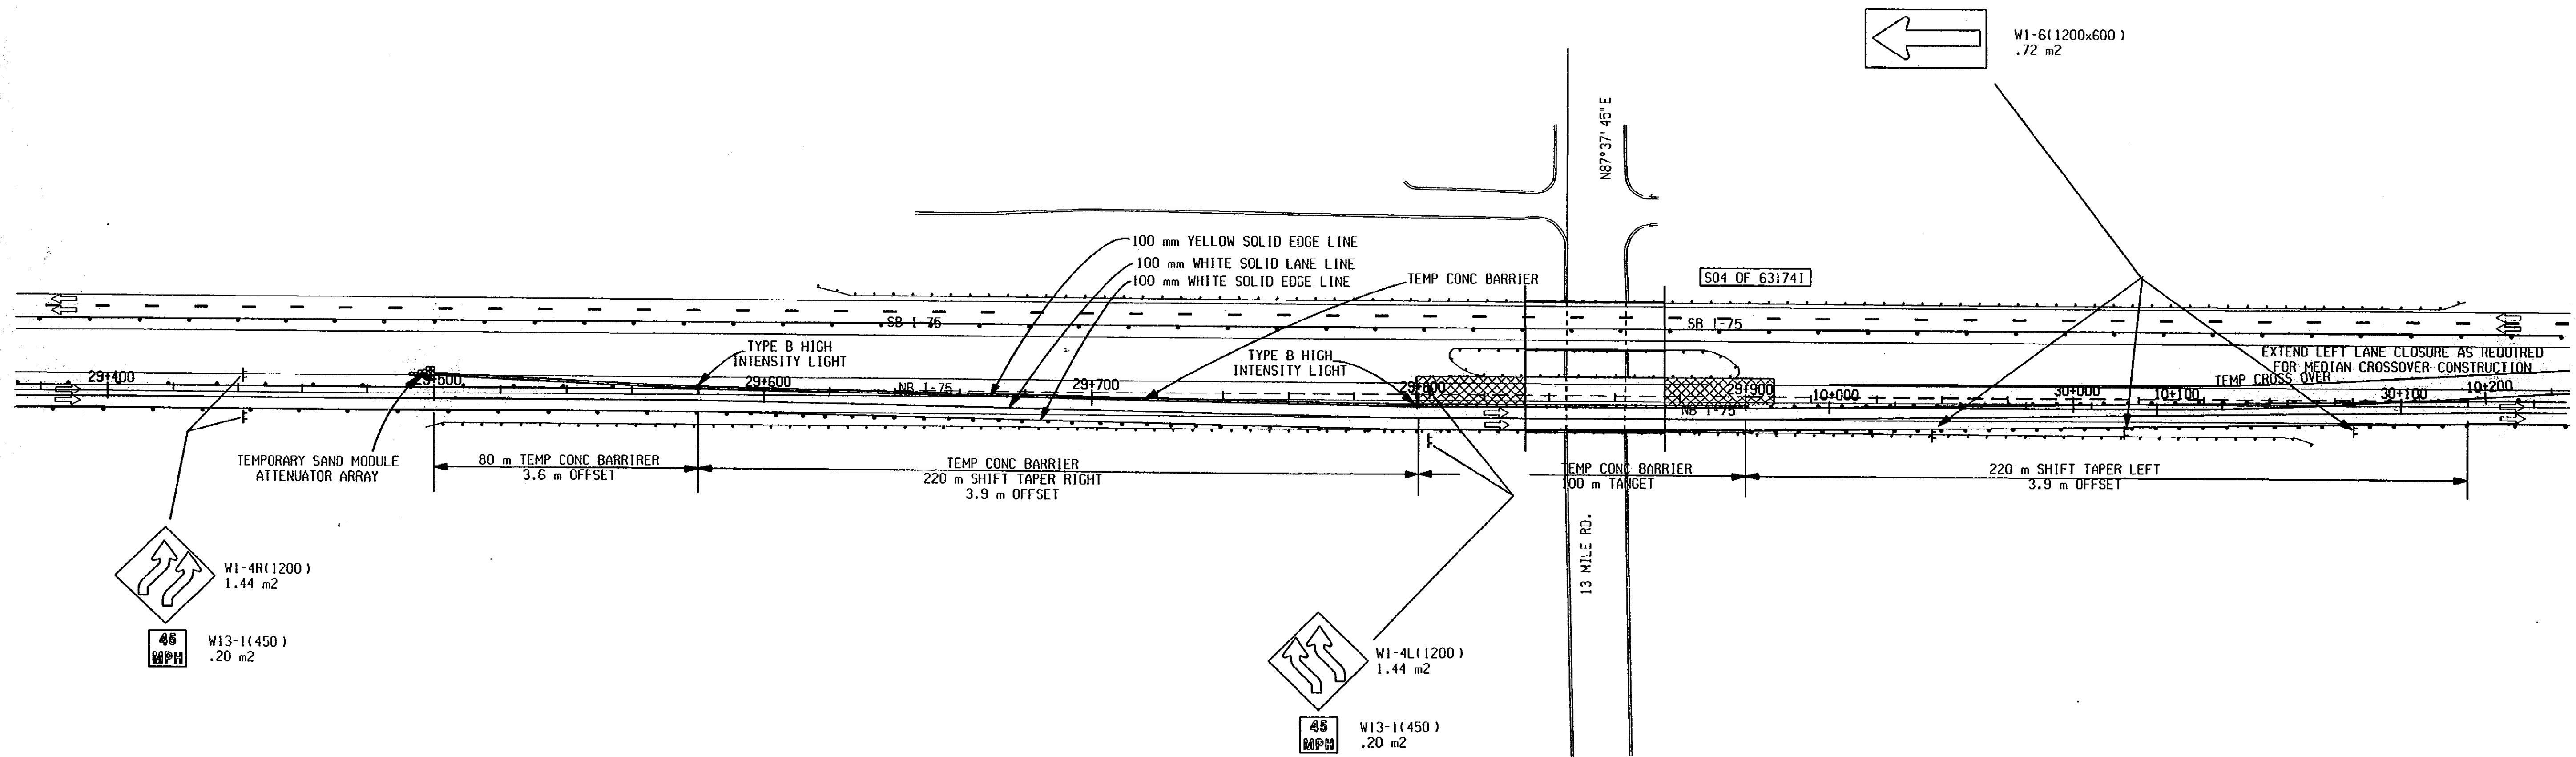 W1-6(1200x600)
.72 m2
N87°37'45"E
100 mm YELLOW SOLID EDGE LINE
100 mm WHITE SOLID LANE LINE
100 mm WHITE SOLID EDGE LINE
TEMP CONC BARRIER
S04 OF 63174I
SB I-75
SB I-75
TYPE B HIGH
INTENSITY LIGHT
TYPE B HIGH
INTENSITY LIGHT
EXTEND LEFT LANE CLOSURE AS REQUIRED
FOR MEDIAN CROSSOVER CONSTRUCTION
TEMP CROSS OVER
29+400
29+500
29+600
29+700
29+800
29+900
10+000
30+000
10+100
30+100
10+200
NB I-75
NB I-75
TEMPORARY SAND MODULE
ATTENUATOR ARRAY
80 m TEMP CONC BARRIRER
3.6 m OFFSET
TEMP CONC BARRIER
220 m SHIFT TAPER RIGHT
3.9 m OFFSET
TEMP CONC BARRIER
100 m TANGET
220 m SHIFT TAPER LEFT
3.9 m OFFSET
13 MILE RD.
W1-4R(1200)
1.44 m2
45
MPH
W13-1(450)
.20 m2
W1-4L(1200)
1.44 m2
45
MPH
W13-1(450)
.20 m2